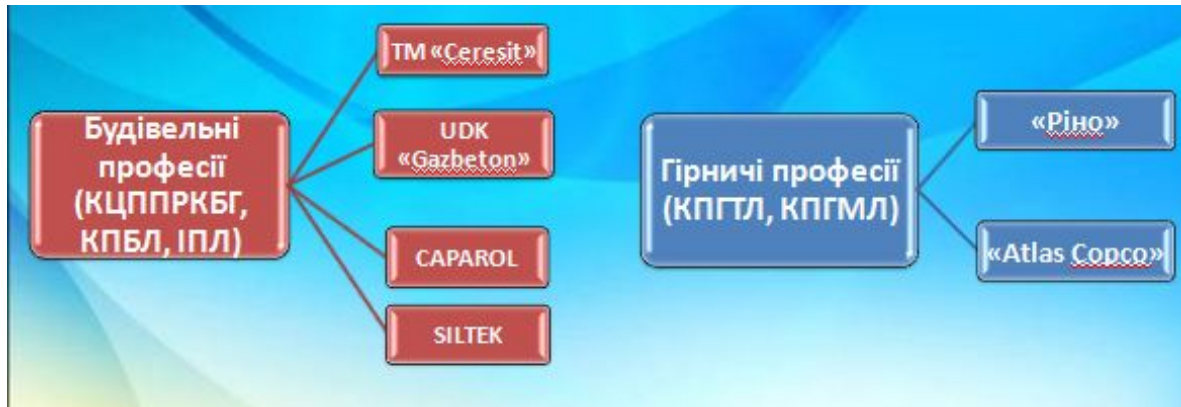 Будівельні
професії
(КЦППРКБГ,
КПБЛ, ІПЛ)
ТМ «Ceresit»
UDK
«Gazbeton»
CAPAROL
SILTEK
Гірничі професії
(КПГТЛ, КПГМЛ)
«Ріно»
«Atlas Copco»